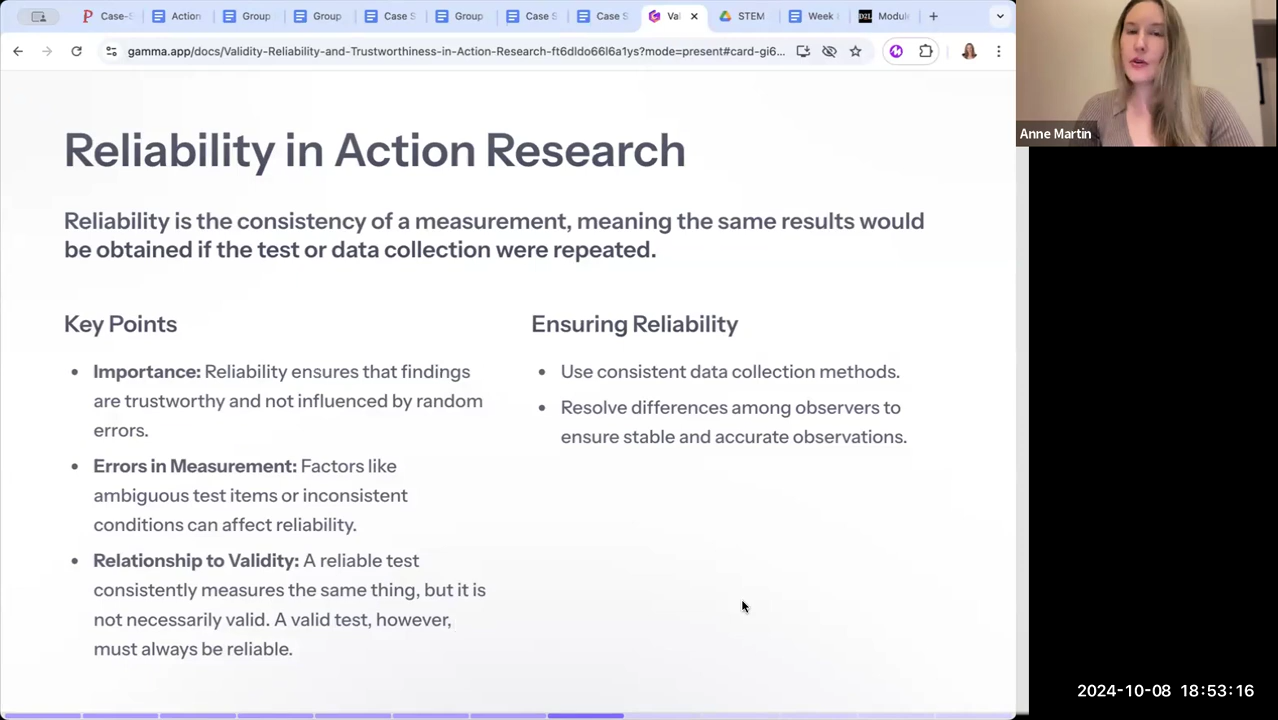 Case-S
Action
Group
Group
Case S
Group
Case S
Case S
Val
STEM
Week
Module
gamma.app/docs/Validity-Reliability-and-Trustworthiness-in-Action-Research-ft6dldo66l6a1ys?mode=present#card-gi6...
Anne Martin
Reliability in Action Research
Reliability is the consistency of a measurement, meaning the same results would
be obtained if the test or data collection were repeated.
Key Points
• Importance: Reliability ensures that findings
are trustworthy and not influenced by random
errors.
• Errors in Measurement: Factors like
ambiguous test items or inconsistent
conditions can affect reliability.
• Relationship to Validity: A reliable test
consistently measures the same thing, but it is
not necessarily valid. A valid test, however,
must always be reliable.
Ensuring Reliability
• Use consistent data collection methods.
• Resolve differences among observers to
ensure stable and accurate observations.
2024-10-08 18:53:16